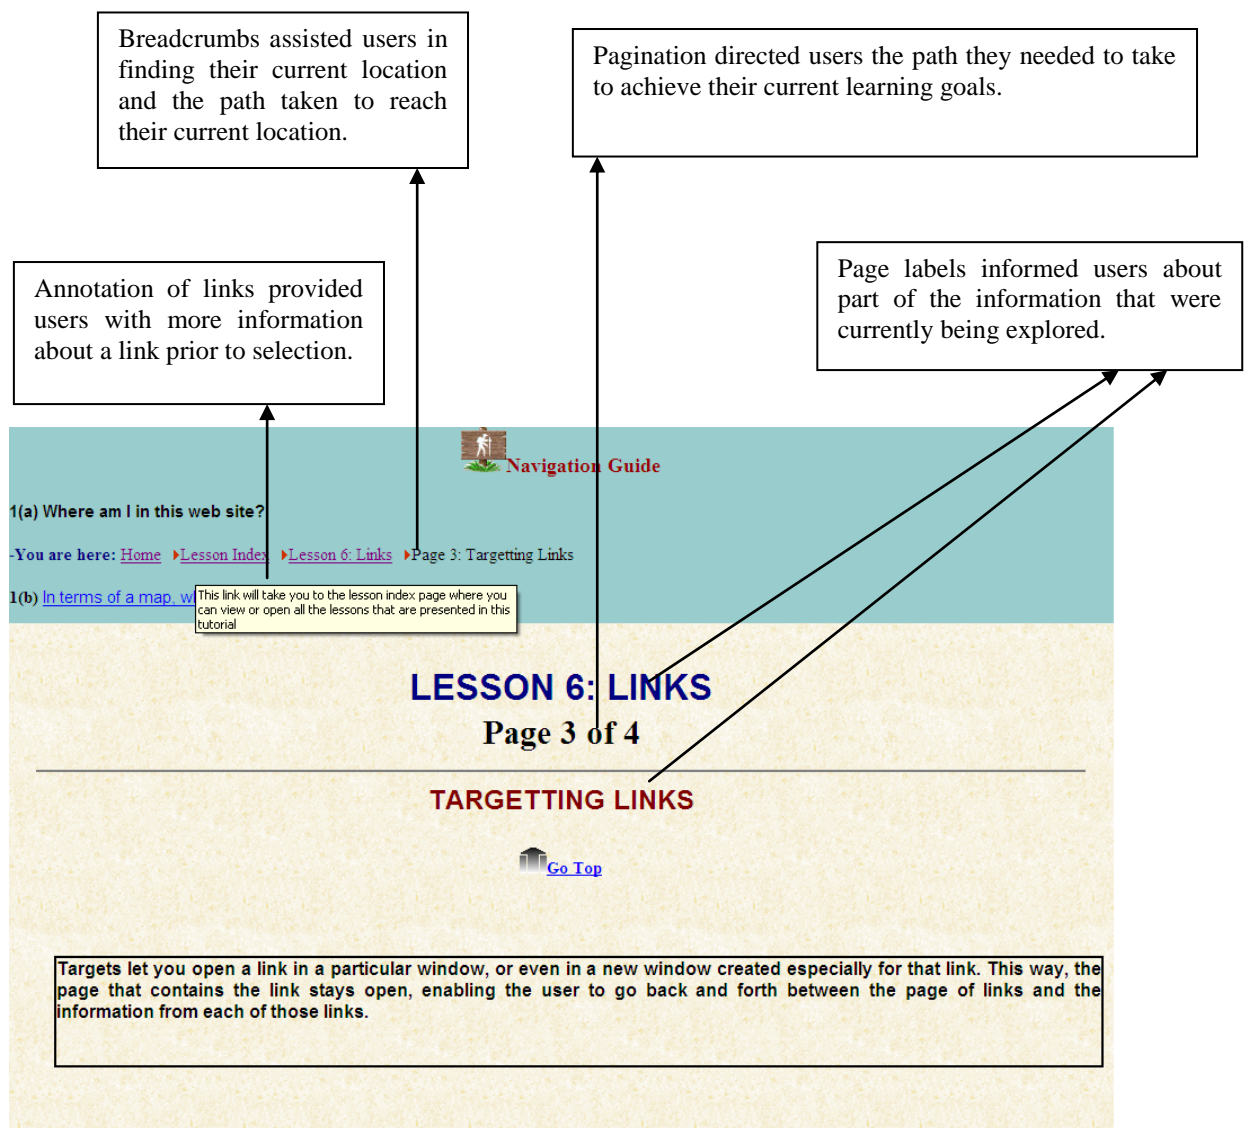 Breadcrumbs assisted users in
finding their current location
and the path taken to reach
their current location.
Pagination directed users the path they needed to take
to achieve their current learning goals.
Annotation of links provided
users with more information
about a link prior to selection.
Page labels informed users about
part of the information that were
currently being explored.
Navigation Guide
1(a) Where am I in this web site?
-You are here: Home Lesson Index Lesson 6: Links Page 3: Targetting Links
1(b) In terms of a map,
This link will take you to the lesson index page where you
can view or open all the lessons that are presented in this
tutorial
LESSON 6: LINKS
Page 3 of 4
TARGETTING LINKS
Go Top
Targets let you open a link in a particular window, or even in a new window created especially for that link. This way, the
page that contains the link stays open, enabling the user to go back and forth between the page of links and the
information from each of those links.